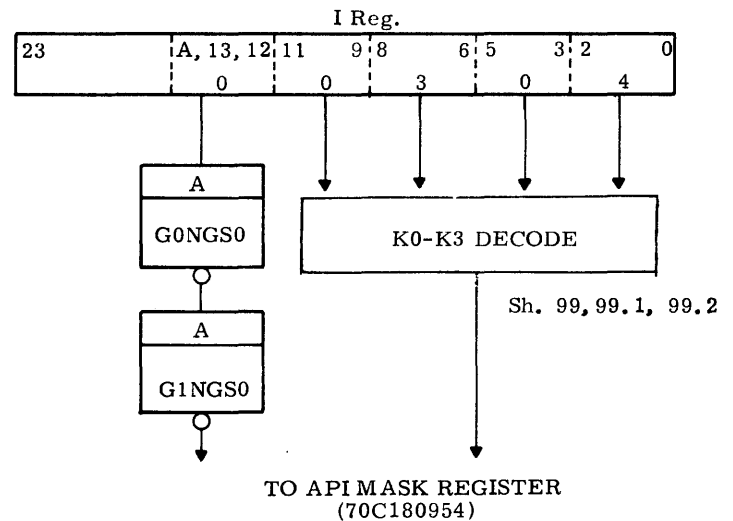 I Reg.
23 A, 13, 12 11 9 8 6 5 3 2 0
0 0 3 0 4
A
G0NGS0
K0-K3 DECODE
Sh. 99, 99.1, 99.2
A
G1NGS0
TO API MASK REGISTER
(70C180954)